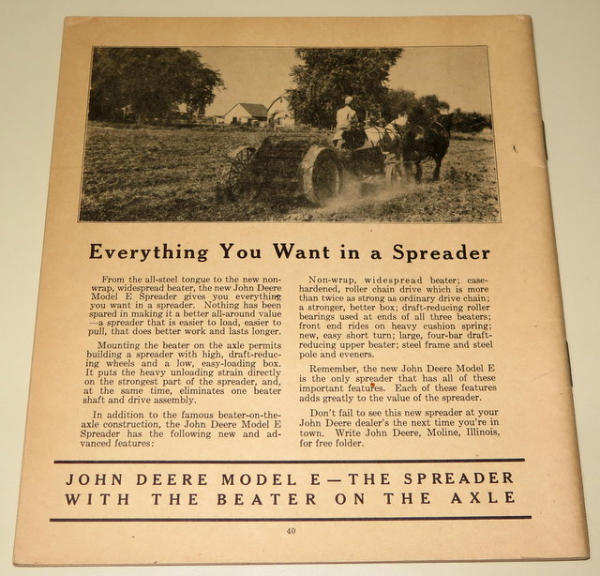 Everything You Want in a Spreader
From the all-steel tongue to the new non-
wrap, widespread beater, the new John Deere
Model E Spreader gives you everything
you want in a spreader. Nothing has been
spared in making it a better all-around value
—a spreader that is easier to load, easier to
pull, that does better work and lasts longer.
Mounting the beater on the axle permits
building a spreader with high, draft-reduc-
ing wheels and a low, easy-loading box.
It puts the heavy unloading strain directly
on the strongest part of the spreader, and,
at the same time, eliminates one beater
shaft and drive assembly.
In addition to the famous beater-on-the-
axle construction, the John Deere Model E
Spreader has the following new and ad-
vanced features:
Non-wrap, widespread beater; case-
hardened, roller chain drive which is more
than twice as strong as ordinary drive chain;
a stronger, better box; draft-reducing roller
bearings used at ends of all three beaters;
front end rides on heavy cushion spring;
new, easy short turn; large, four-bar draft-
reducing upper beater; steel frame and steel
pole and eveners.
Remember, the new John Deere Model E
is the only spreader that has all of these
important features. Each of these features
adds greatly to the value of the spreader.
Don't fail to see this new spreader at your
John Deere dealer's the next time you're in
town. Write John Deere, Moline, Illinois,
for free folder.
JOHN DEERE MODEL E—THE SPREADER
WITH THE BEATER ON THE AXLE
40